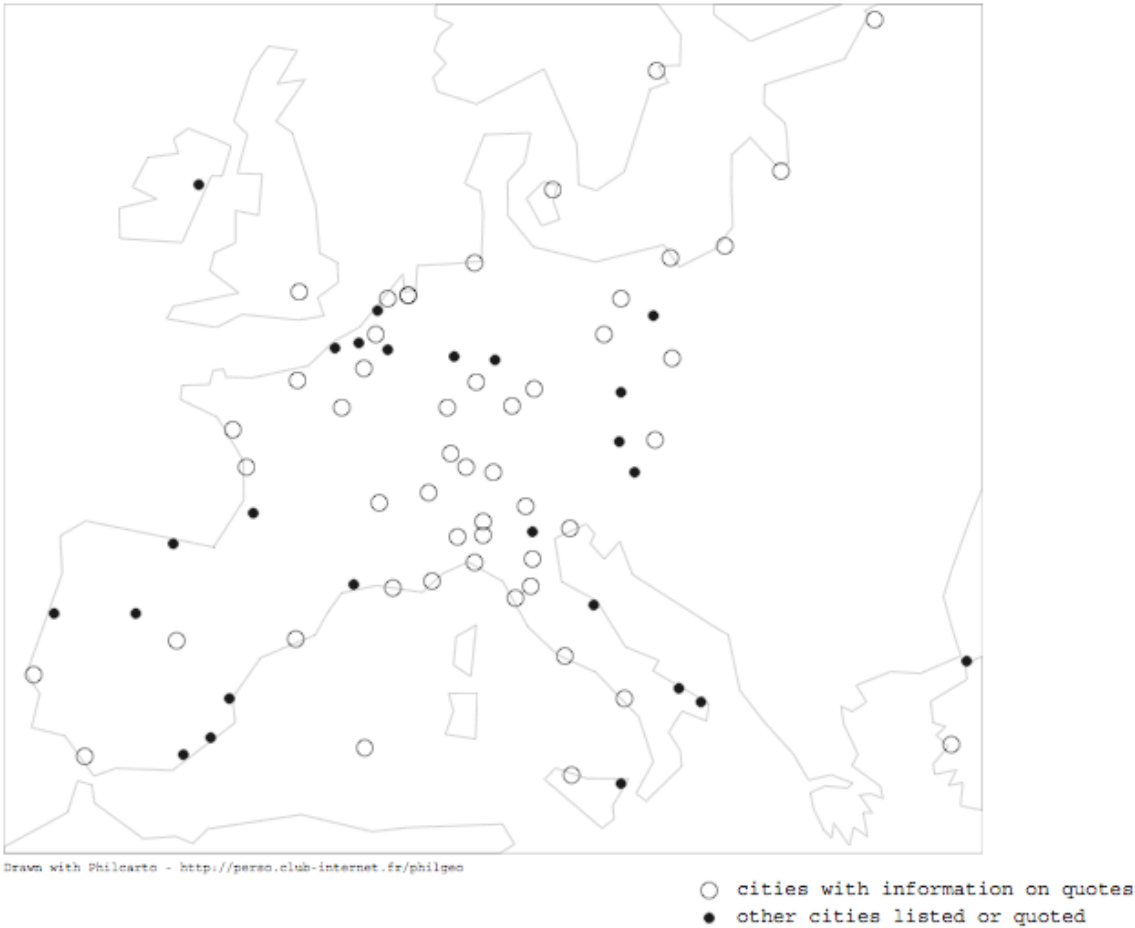 Drawn with Philcarto - http://perso.club-internet.fr/philgeo
cities with information on quotes
other cities listed or quoted